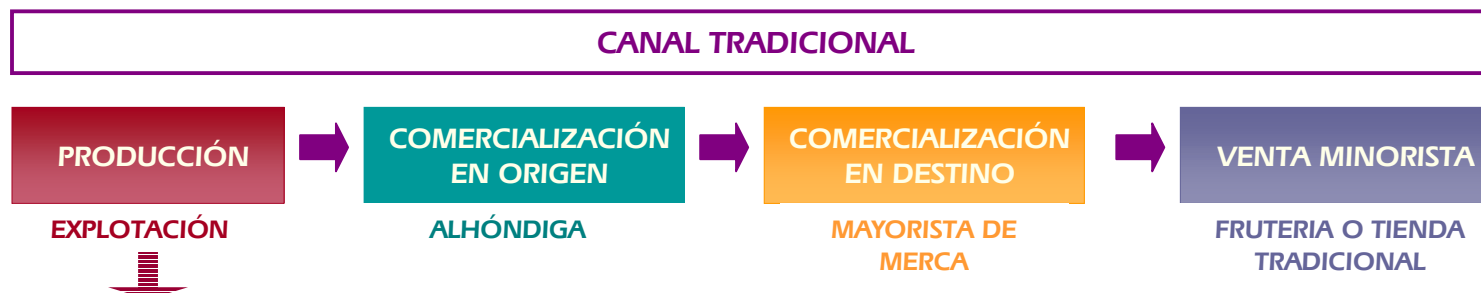 CANAL TRADICIONAL
PRODUCCIÓN
COMERCIALIZACIÓN
EN ORIGEN
COMERCIALIZACIÓN
EN DESTINO
VENTA MINORISTA
EXPLOTACIÓN
ALHÓNDIGA
MAYORISTA DE
MERCA
FRUTERIA O TIENDA
TRADICIONAL